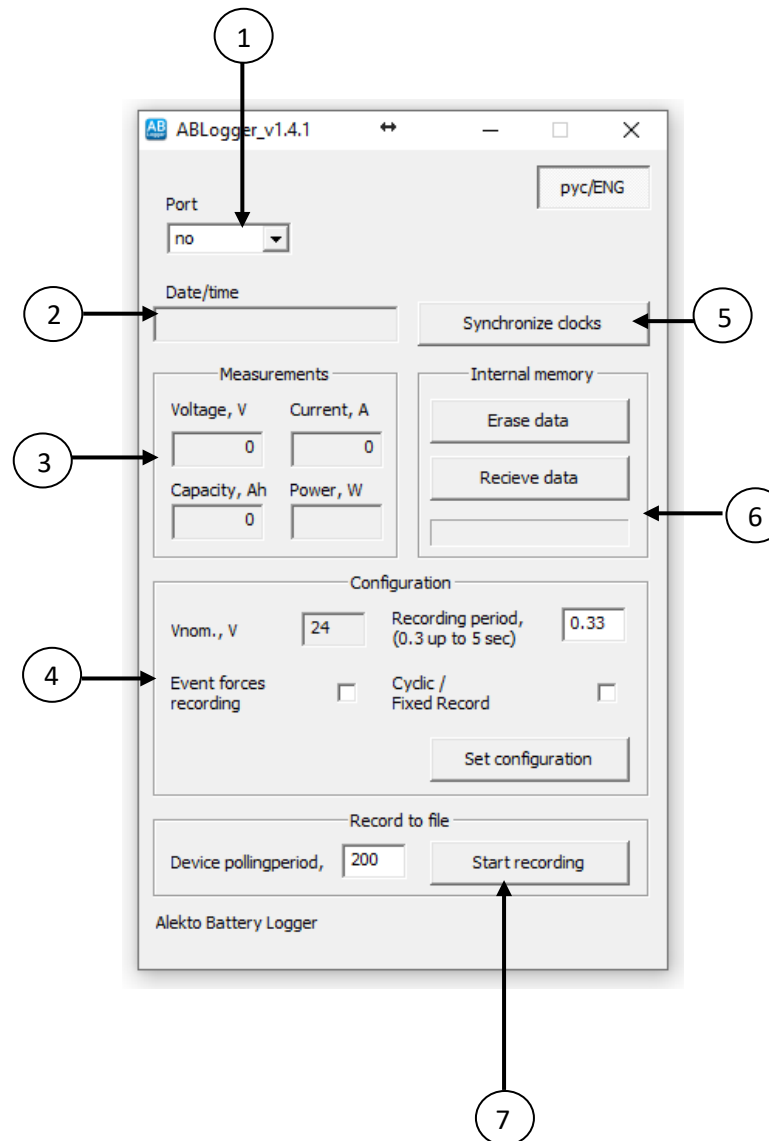 1
AB
Logger
ABLogger_v1.4.1
рус/ENG
Port
no
Date/time
2
Synchronize clocks
5
Measurements
Internal memory
Voltage, V
Current, A
Erase data
0
0
3
Recieve data
Capacity, Ah
Power, W
0
6
Configuration
Vnom., V
24
Recording period,
(0.3 up to 5 sec)
0.33
4
Event forces
recording
Cyclic /
Fixed Record
Set configuration
Record to file
Device pollingperiod,
200
Start recording
Alekto Battery Logger
7